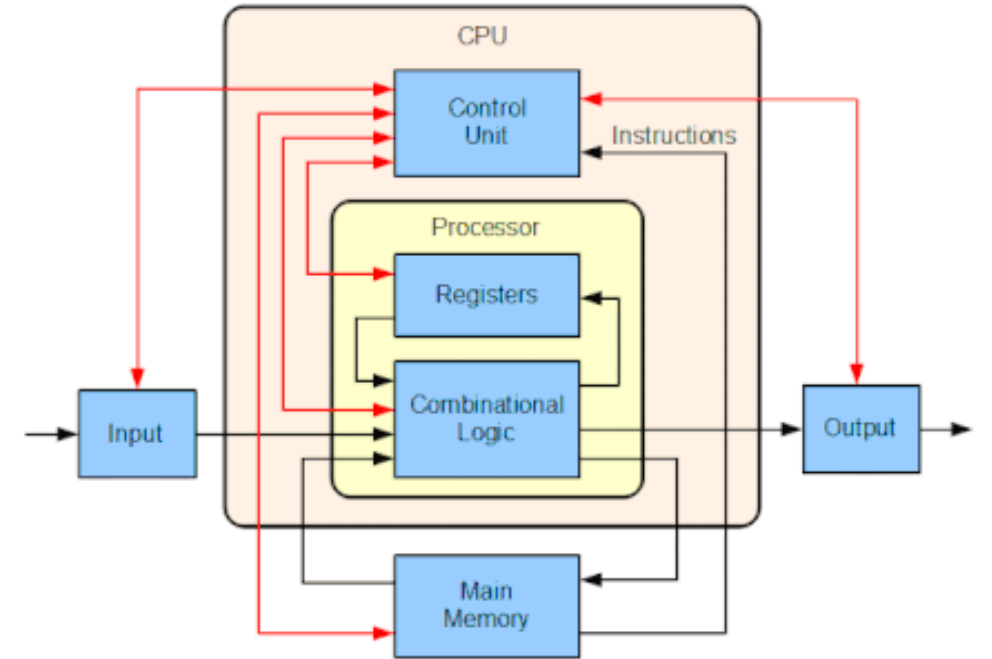 CPU
Control
Unit
Instructions
Processor
Registers
Combinational
Logic
Input
Output
Main
Memory